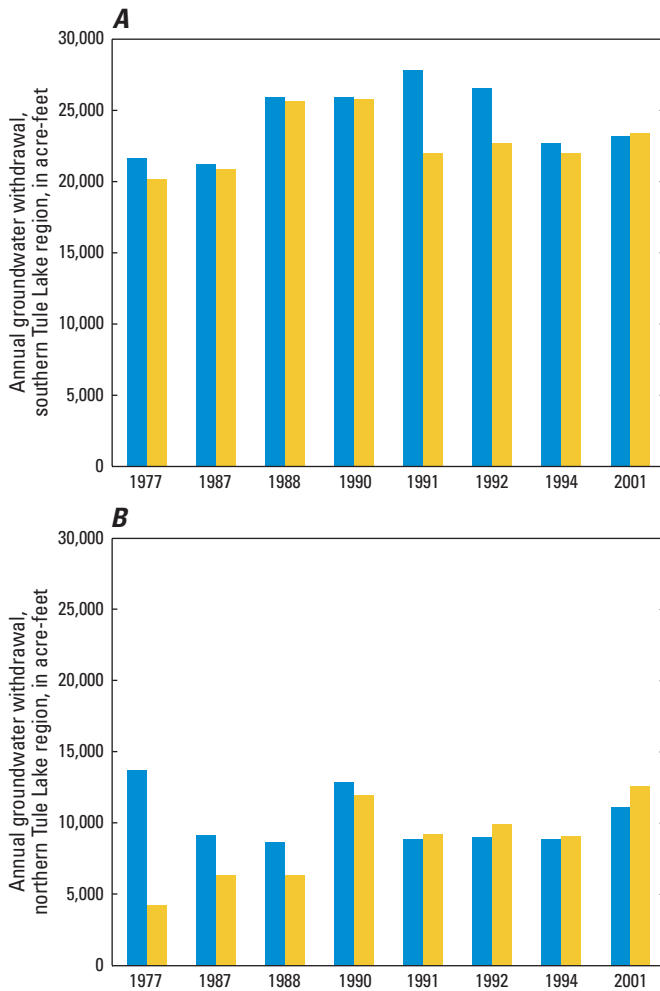 A
Annual groundwater withdrawal,
southern Tule Lake region, in acre-feet
30,000
25,000
20,000
15,000
10,000
5,000
0
1977 1987 1988 1990 1991 1992 1994 2001
B
Annual groundwater withdrawal,
northern Tule Lake region, in acre-feet
30,000
25,000
20,000
15,000
10,000
5,000
0
1977 1987 1988 1990 1991 1992 1994 2001